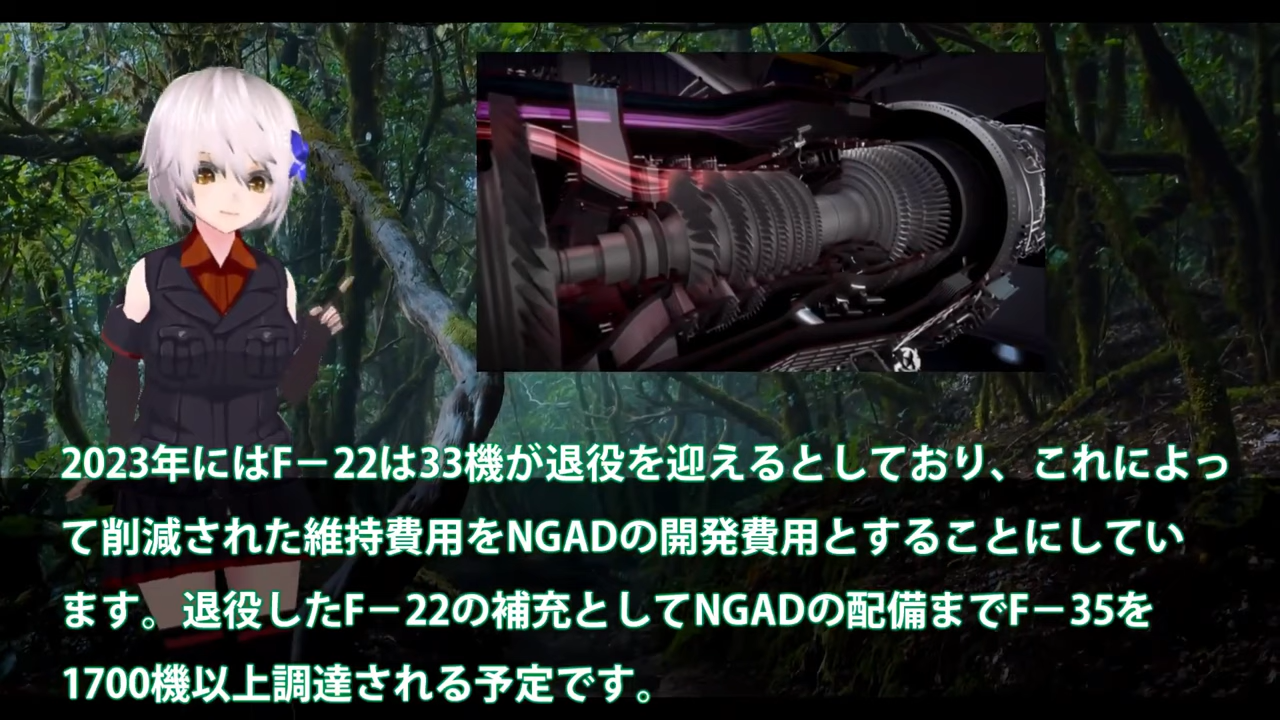 2023年にはF－22は33機が退役を迎えるとしており、これによっ
て削減された維持費用をNGADの開発費用とすることにしてい
ます。退役したF－22の補充としてNGADの配備までF－35を
1700機以上調達される予定です。